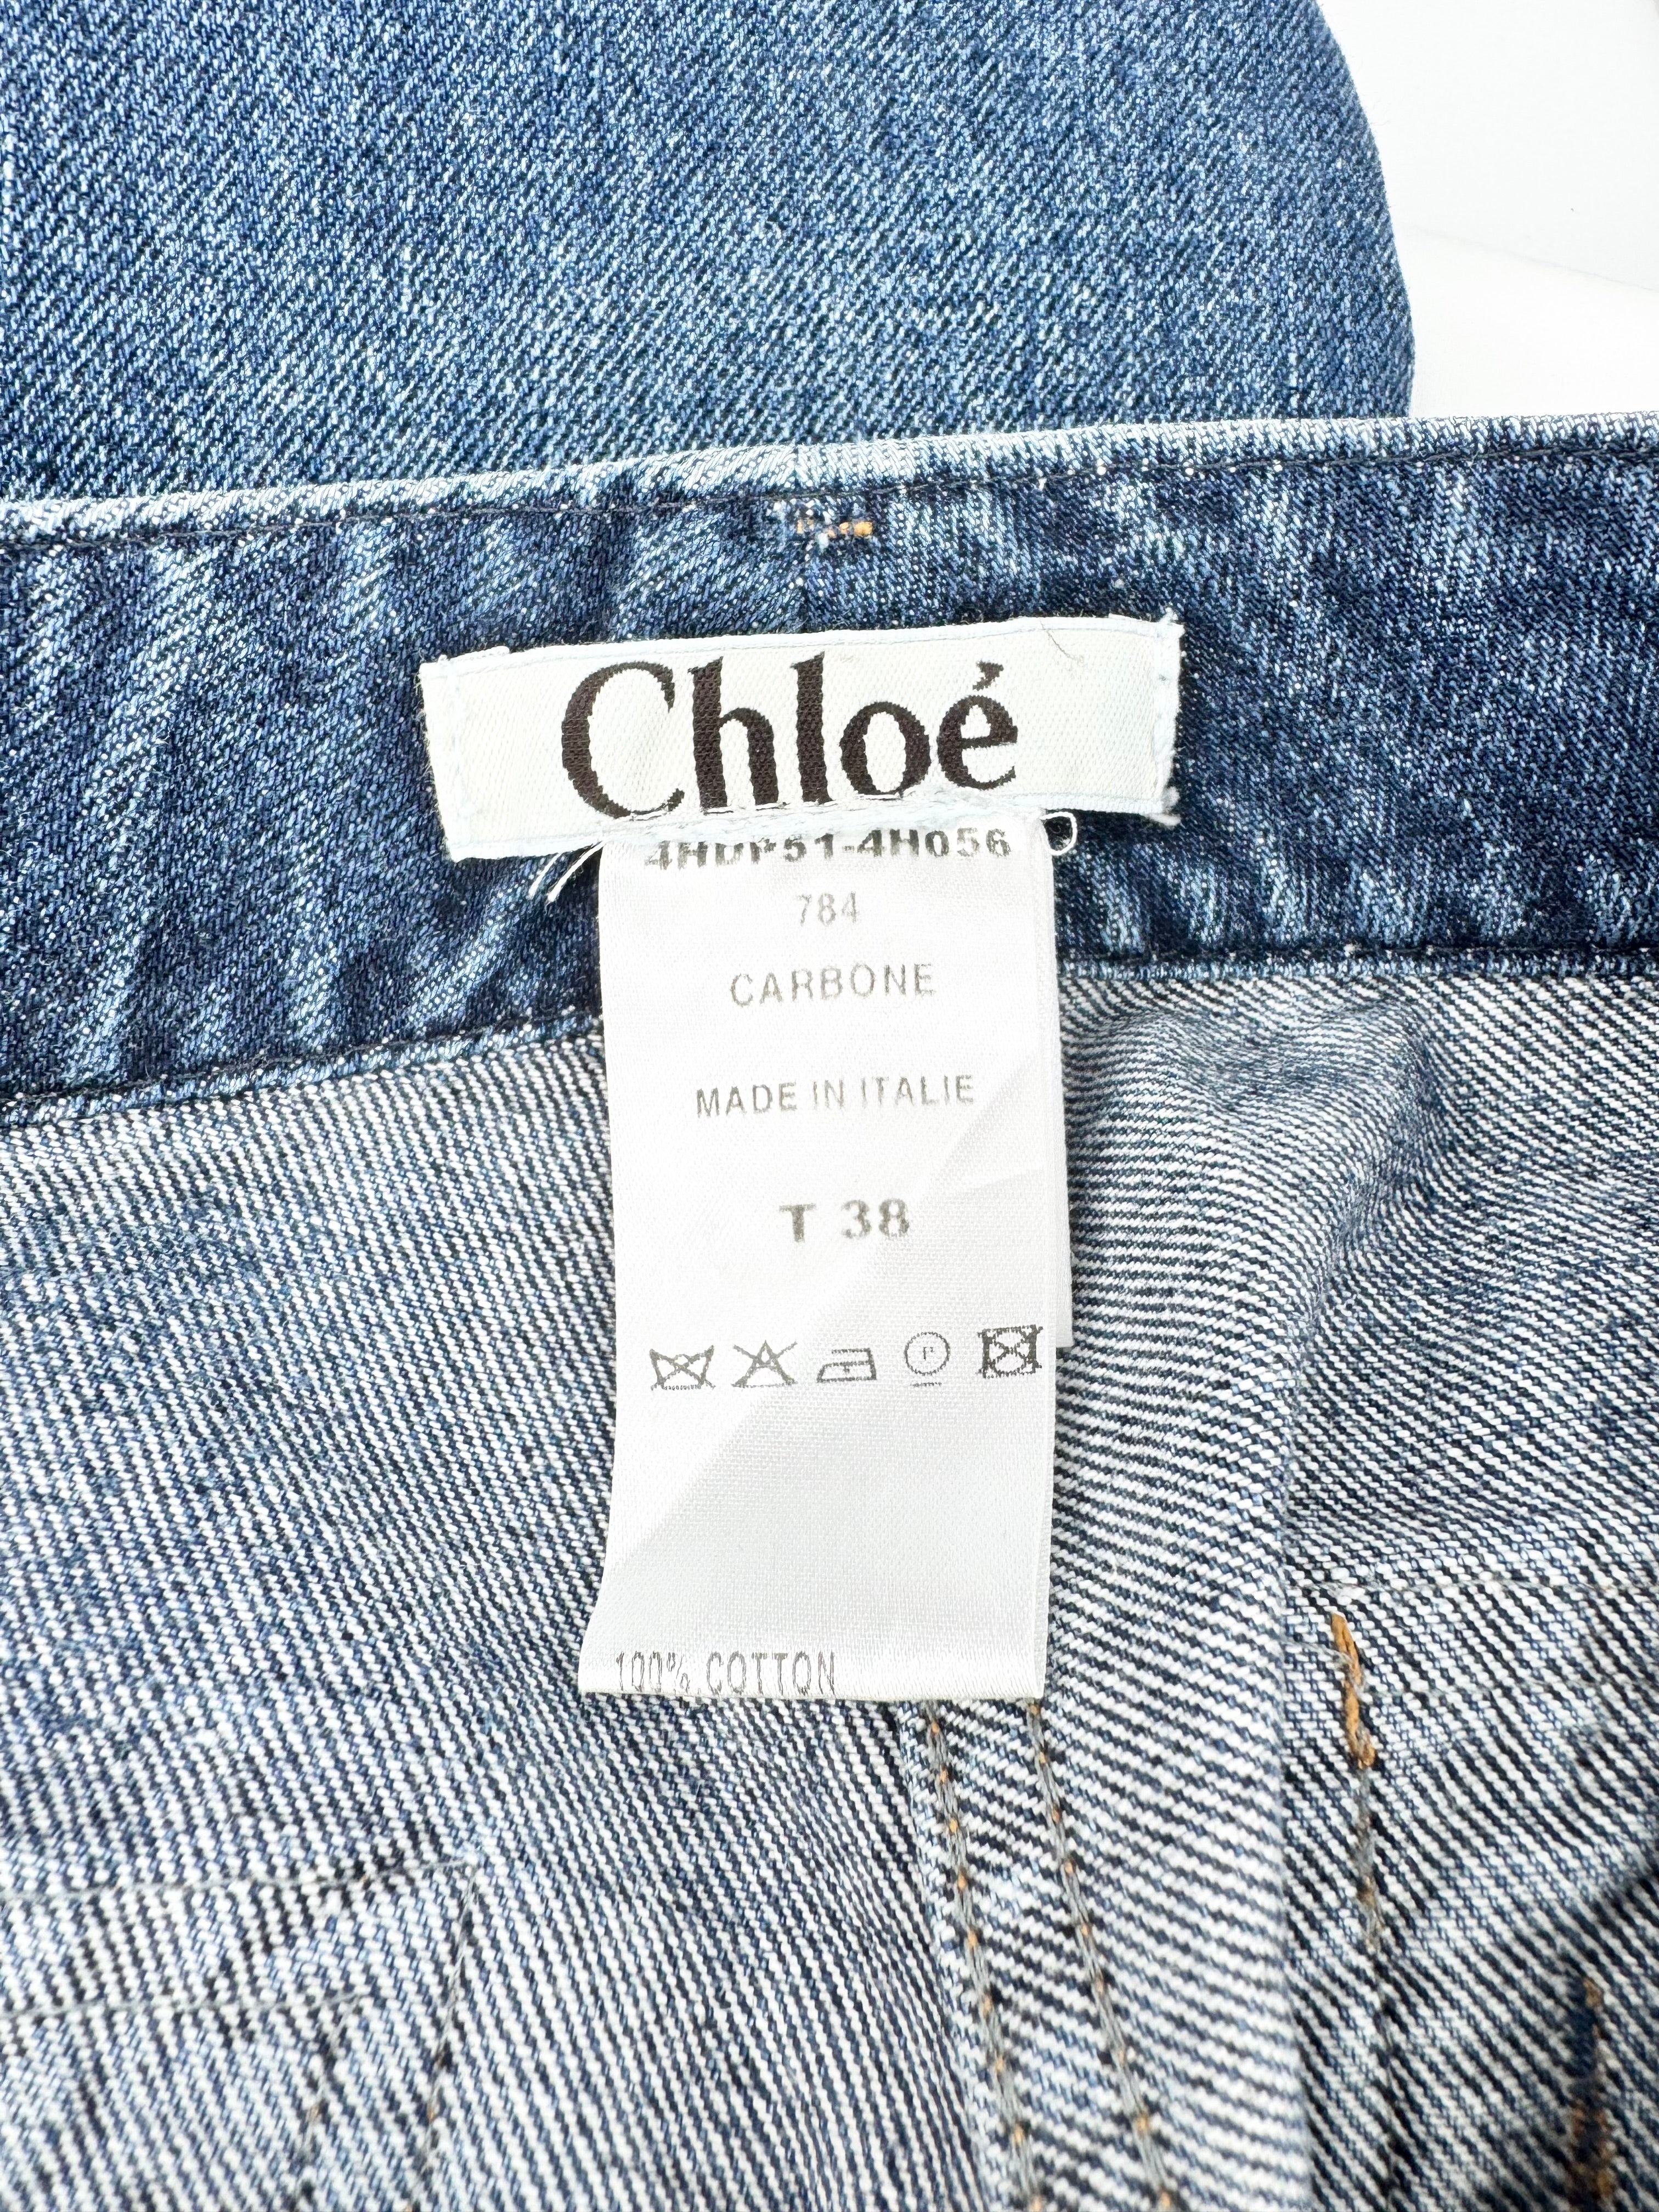 Chloé
4HDP51-4H056
784
CARBONE
MADE IN ITALIE
T 38
P
100% COTTON